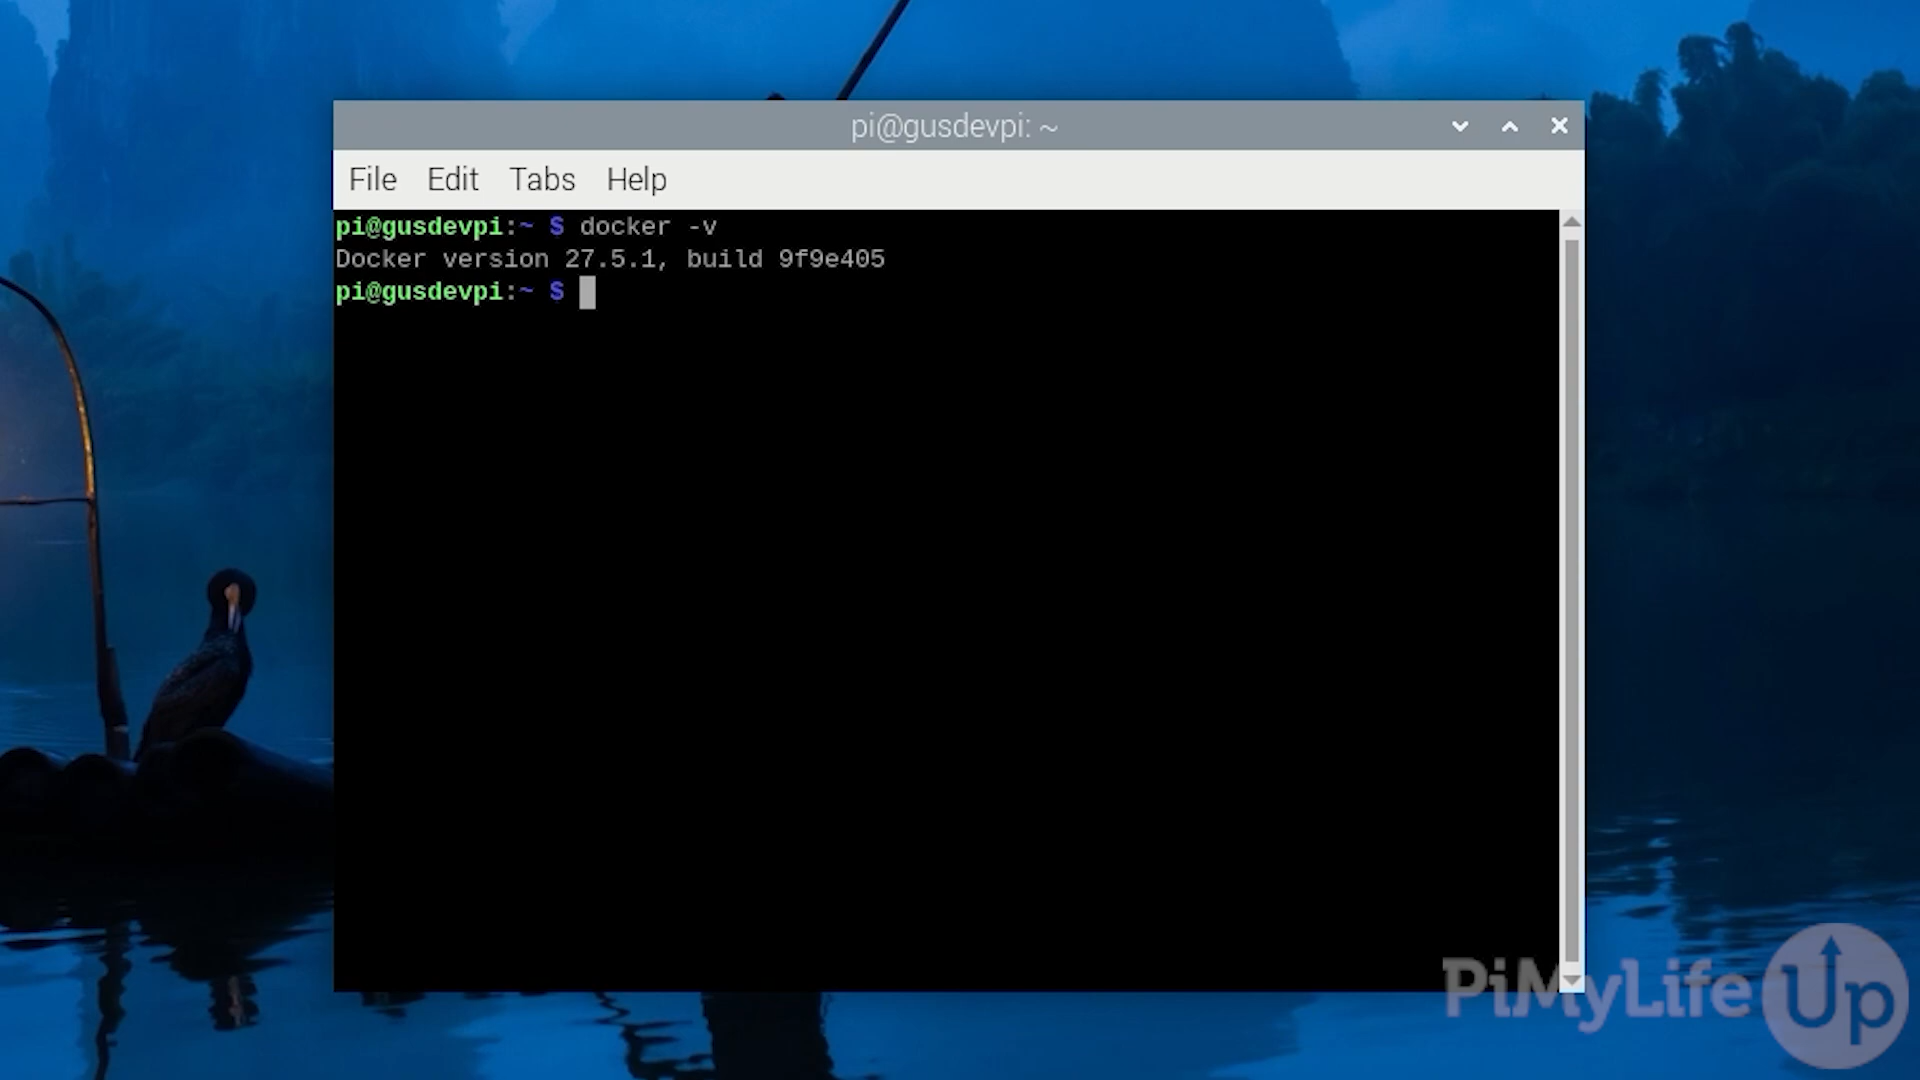 pi@gusdevpi: ~
File Edit Tabs Help
pi@gusdevpi:~ $ docker -v
Docker version 27.5.1, build 9f9e405
pi@gusdevpi:~ $
PiMyLifeUp